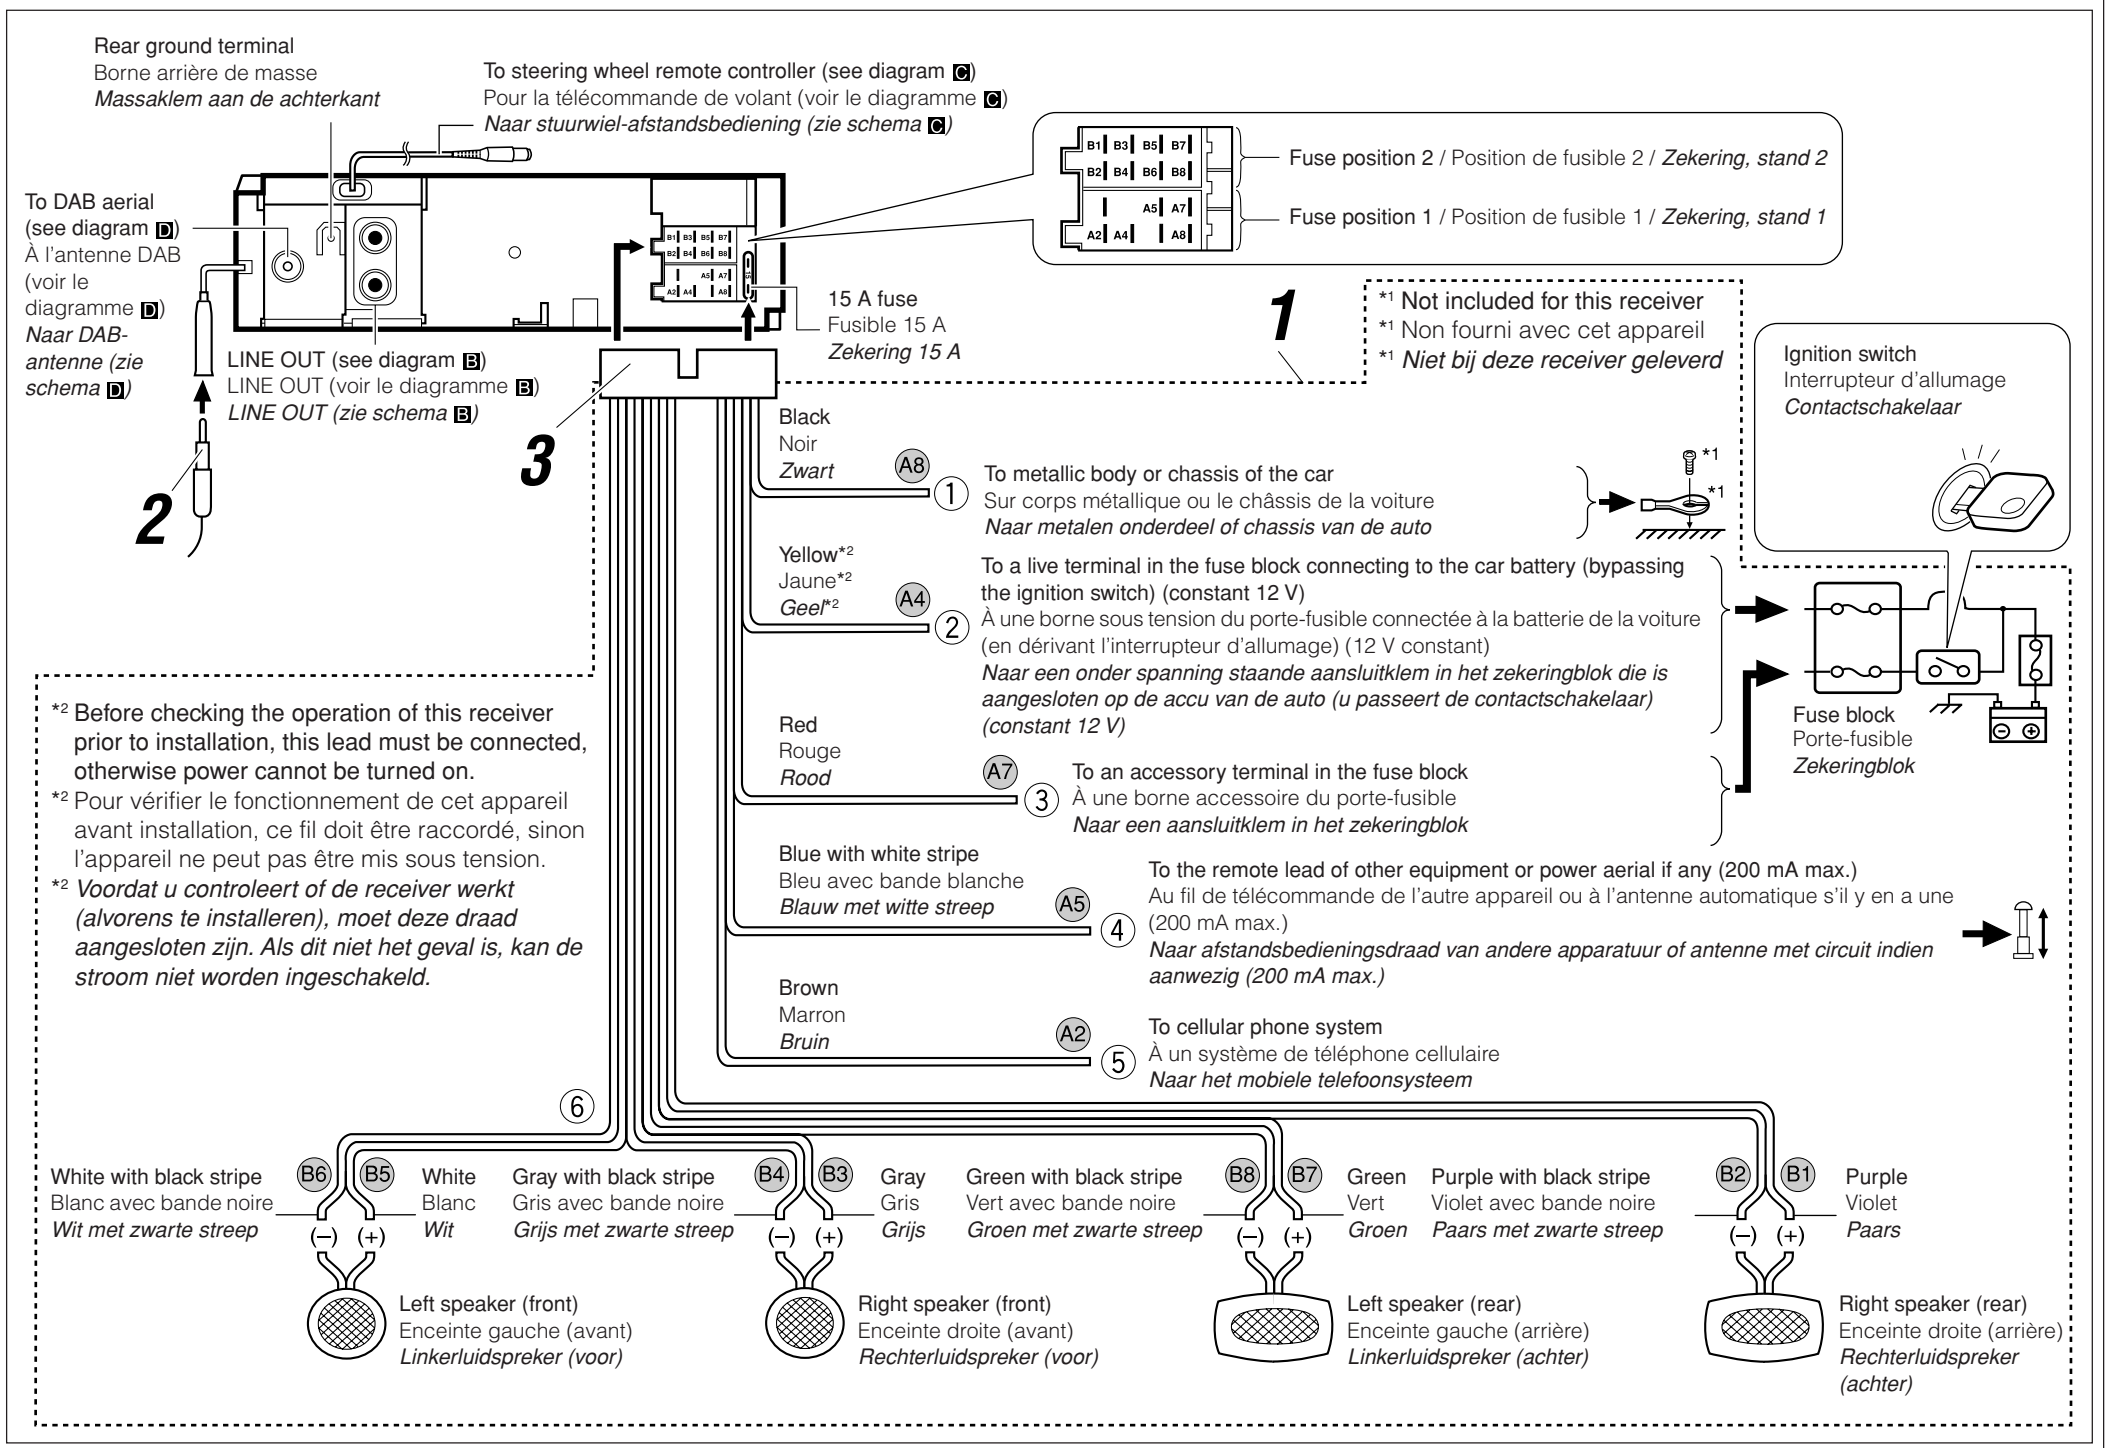 Rear ground terminal
Borne arrière de masse
Massaklem aan de achterkant
To steering wheel remote controller (see diagram C)
Pour la télécommande de volant (voir le diagramme C)
Naar stuurwiel-afstandsbediening (zie schema C)
B1 B3 B5 B7
B2 B4 B6 B8
A5 A7
A2 A4 A8
Fuse position 2 / Position de fusible 2 / Zekering, stand 2
Fuse position 1 / Position de fusible 1 / Zekering, stand 1
To DAB aerial
(see diagram D)
À l'antenne DAB
(voir le
diagramme D)
Naar DAB-
antenne (zie
schema D)
B1 B3 B5 B7
B2 B4 B6 B8
A5 A7
A2 A4 A8
15
15 A fuse
Fusible 15 A
Zekering 15 A
LINE OUT (see diagram B)
LINE OUT (voir le diagramme B)
LINE OUT (zie schema B)
1
2
3
*1 Not included for this receiver
*1 Non fourni avec cet appareil
*1 Niet bij deze receiver geleverd
Ignition switch
Interrupteur d'allumage
Contactschakelaar
Black
Noir
Zwart
A8
1
To metallic body or chassis of the car
Sur corps métallique ou le châssis de la voiture
Naar metalen onderdeel of chassis van de auto
*1
*1
Yellow*2
Jaune*2
Geel*2
A4
2
To a live terminal in the fuse block connecting to the car battery (bypassing
the ignition switch) (constant 12 V)
À une borne sous tension du porte-fusible connectée à la batterie de la voiture
(en dérivant l'interrupteur d'allumage) (12 V constant)
Naar een onder spanning staande aansluitklem in het zekeringblok die is
aangesloten op de accu van de auto (u passeert de contactschakelaar)
(constant 12 V)
Fuse block
Porte-fusible
Zekeringblok
Red
Rouge
Rood
A7
3
To an accessory terminal in the fuse block
À une borne accessoire du porte-fusible
Naar een aansluitklem in het zekeringblok
*2 Before checking the operation of this receiver
prior to installation, this lead must be connected,
otherwise power cannot be turned on.
*2 Pour vérifier le fonctionnement de cet appareil
avant installation, ce fil doit être raccordé, sinon
l'appareil ne peut pas être mis sous tension.
*2 Voordat u controleert of de receiver werkt
(alvorens te installeren), moet deze draad
aangesloten zijn. Als dit niet het geval is, kan de
stroom niet worden ingeschakeld.
Blue with white stripe
Bleu avec bande blanche
Blauw met witte streep
A5
4
To the remote lead of other equipment or power aerial if any (200 mA max.)
Au fil de télécommande de l'autre appareil ou à l'antenne automatique s'il y en a une
(200 mA max.)
Naar afstandsbedieningsdraad van andere apparatuur of antenne met circuit indien
aanwezig (200 mA max.)
Brown
Marron
Bruin
A2
5
To cellular phone system
À un système de téléphone cellulaire
Naar het mobiele telefoonsysteem
6
White with black stripe
Blanc avec bande noire
Wit met zwarte streep
B6
B5
White
Blanc
Wit
(−) (+)
Left speaker (front)
Enceinte gauche (avant)
Linkerluidspreker (voor)
Gray with black stripe
Gris avec bande noire
Grijs met zwarte streep
B4
B3
Gray
Gris
Grijs
(−) (+)
Right speaker (front)
Enceinte droite (avant)
Rechterluidspreker (voor)
Green with black stripe
Vert avec bande noire
Groen met zwarte streep
B8
B7
Green
Vert
Groen
(−) (+)
Left speaker (rear)
Enceinte gauche (arrière)
Linkerluidspreker (achter)
Purple with black stripe
Violet avec bande noire
Paars met zwarte streep
B2
B1
Purple
Violet
Paars
(−) (+)
Right speaker (rear)
Enceinte droite (arrière)
Rechterluidspreker
(achter)